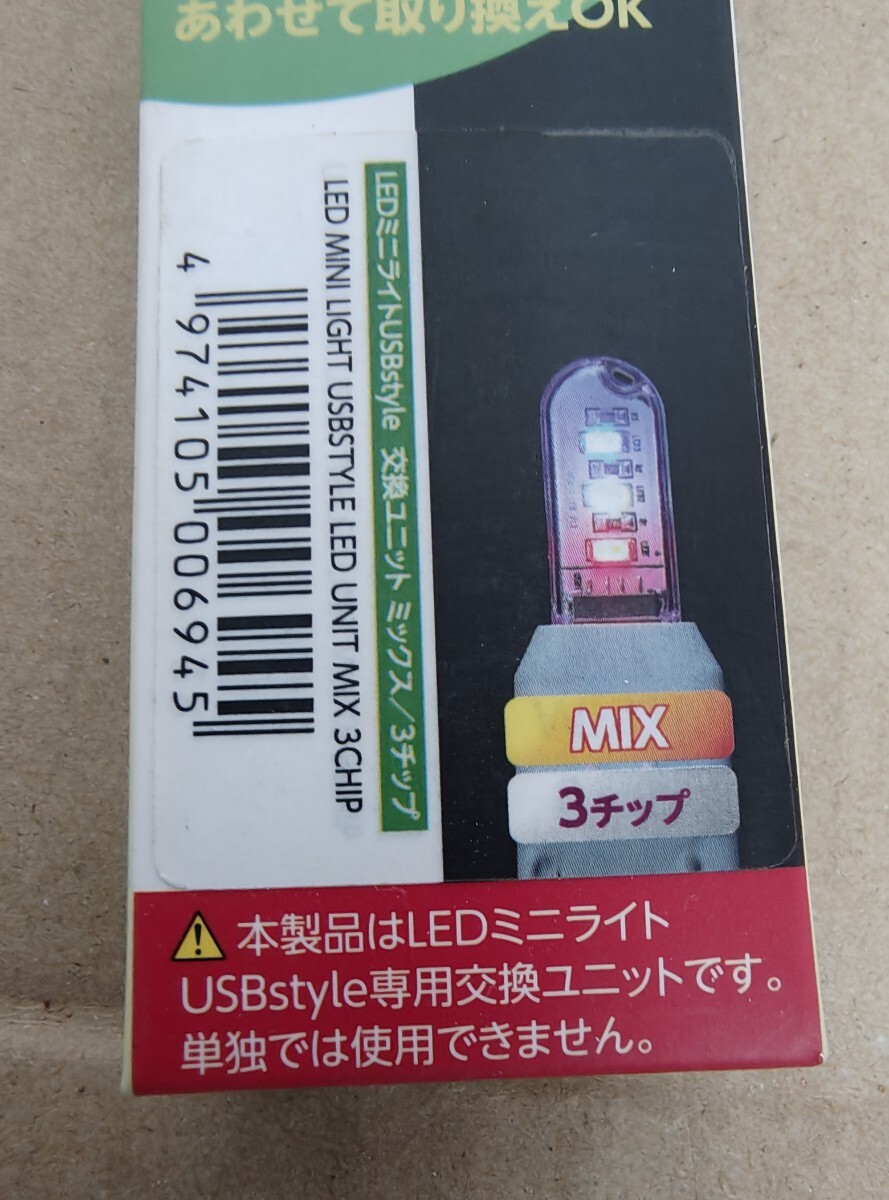 あわせて取り換えOK
LEDミニライトUSBstyle 交換ユニット ミックス/3チップ
LED MINI LIGHT USBSTYLE LED UNIT MIX 3CHIP
4 974105 006945
MIX
3チップ
本製品はLEDミニライト
USBstyle専用交換ユニットです。
単独では使用できません。